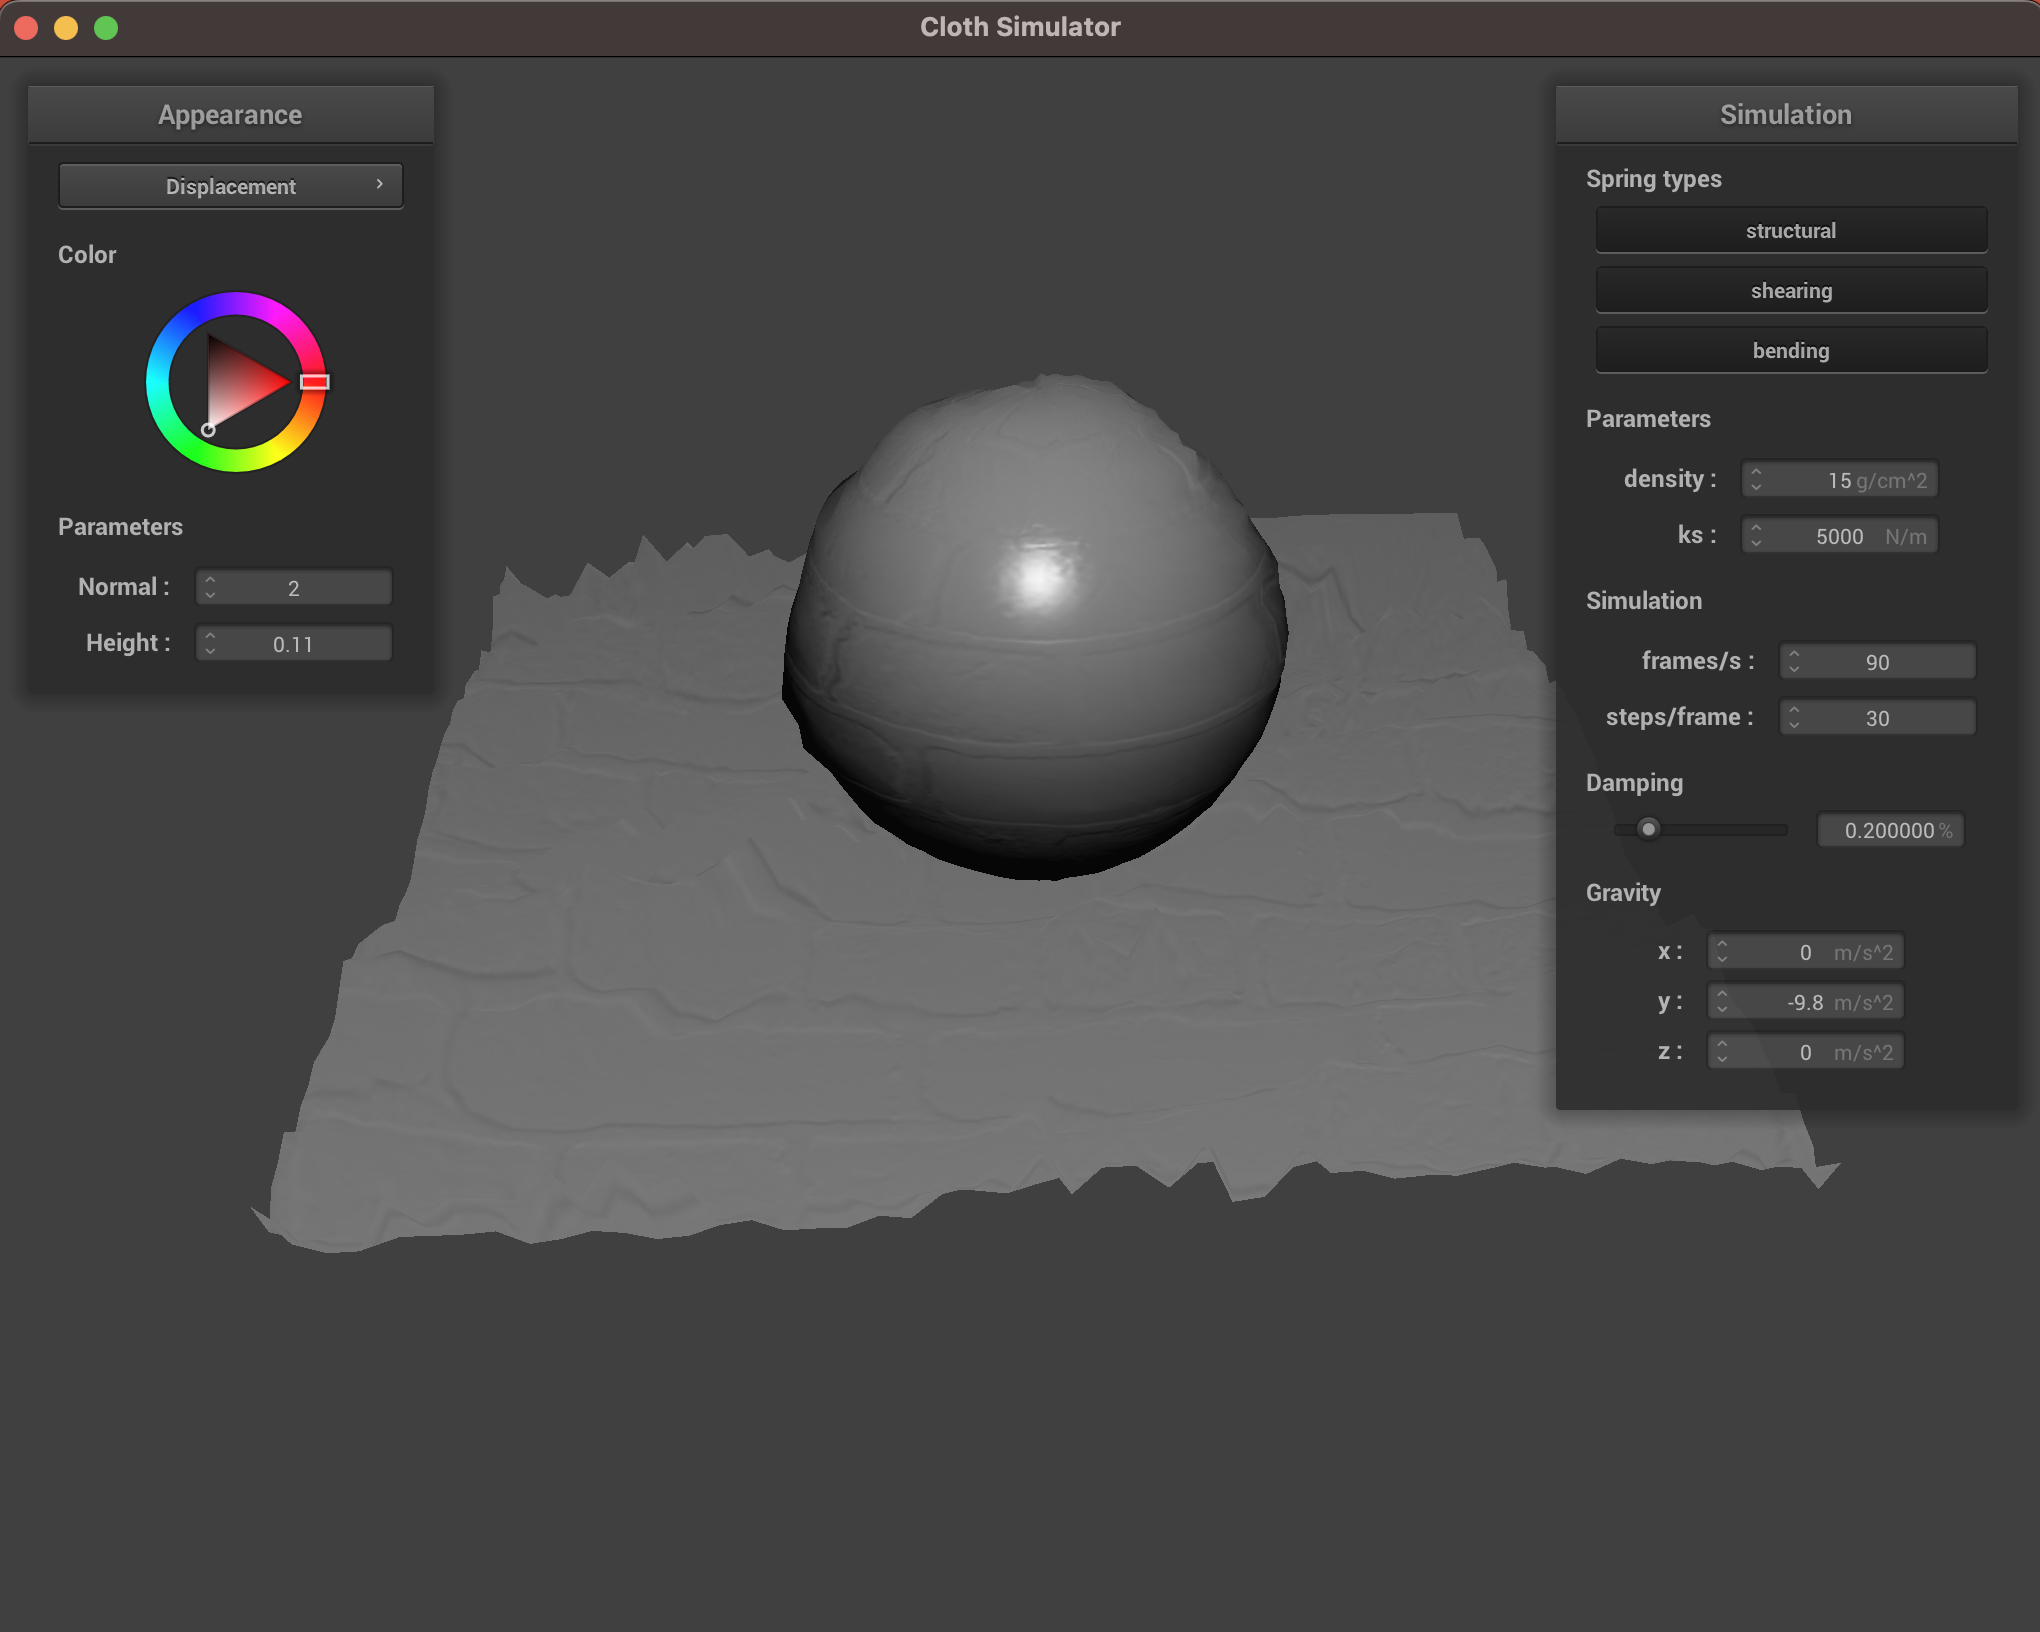 Cloth Simulator
Appearance
Displacement
Color
Parameters
Normal : 2
Height : 0.11
Simulation
Spring types
structural
shearing
bending
Parameters
density : 15 g/cm^2
ks : 5000 N/m
Simulation
frames/s : 90
steps/frame : 30
Damping
0.200000 %
Gravity
x : 0 m/s^2
y : -9.8 m/s^2
z : 0 m/s^2